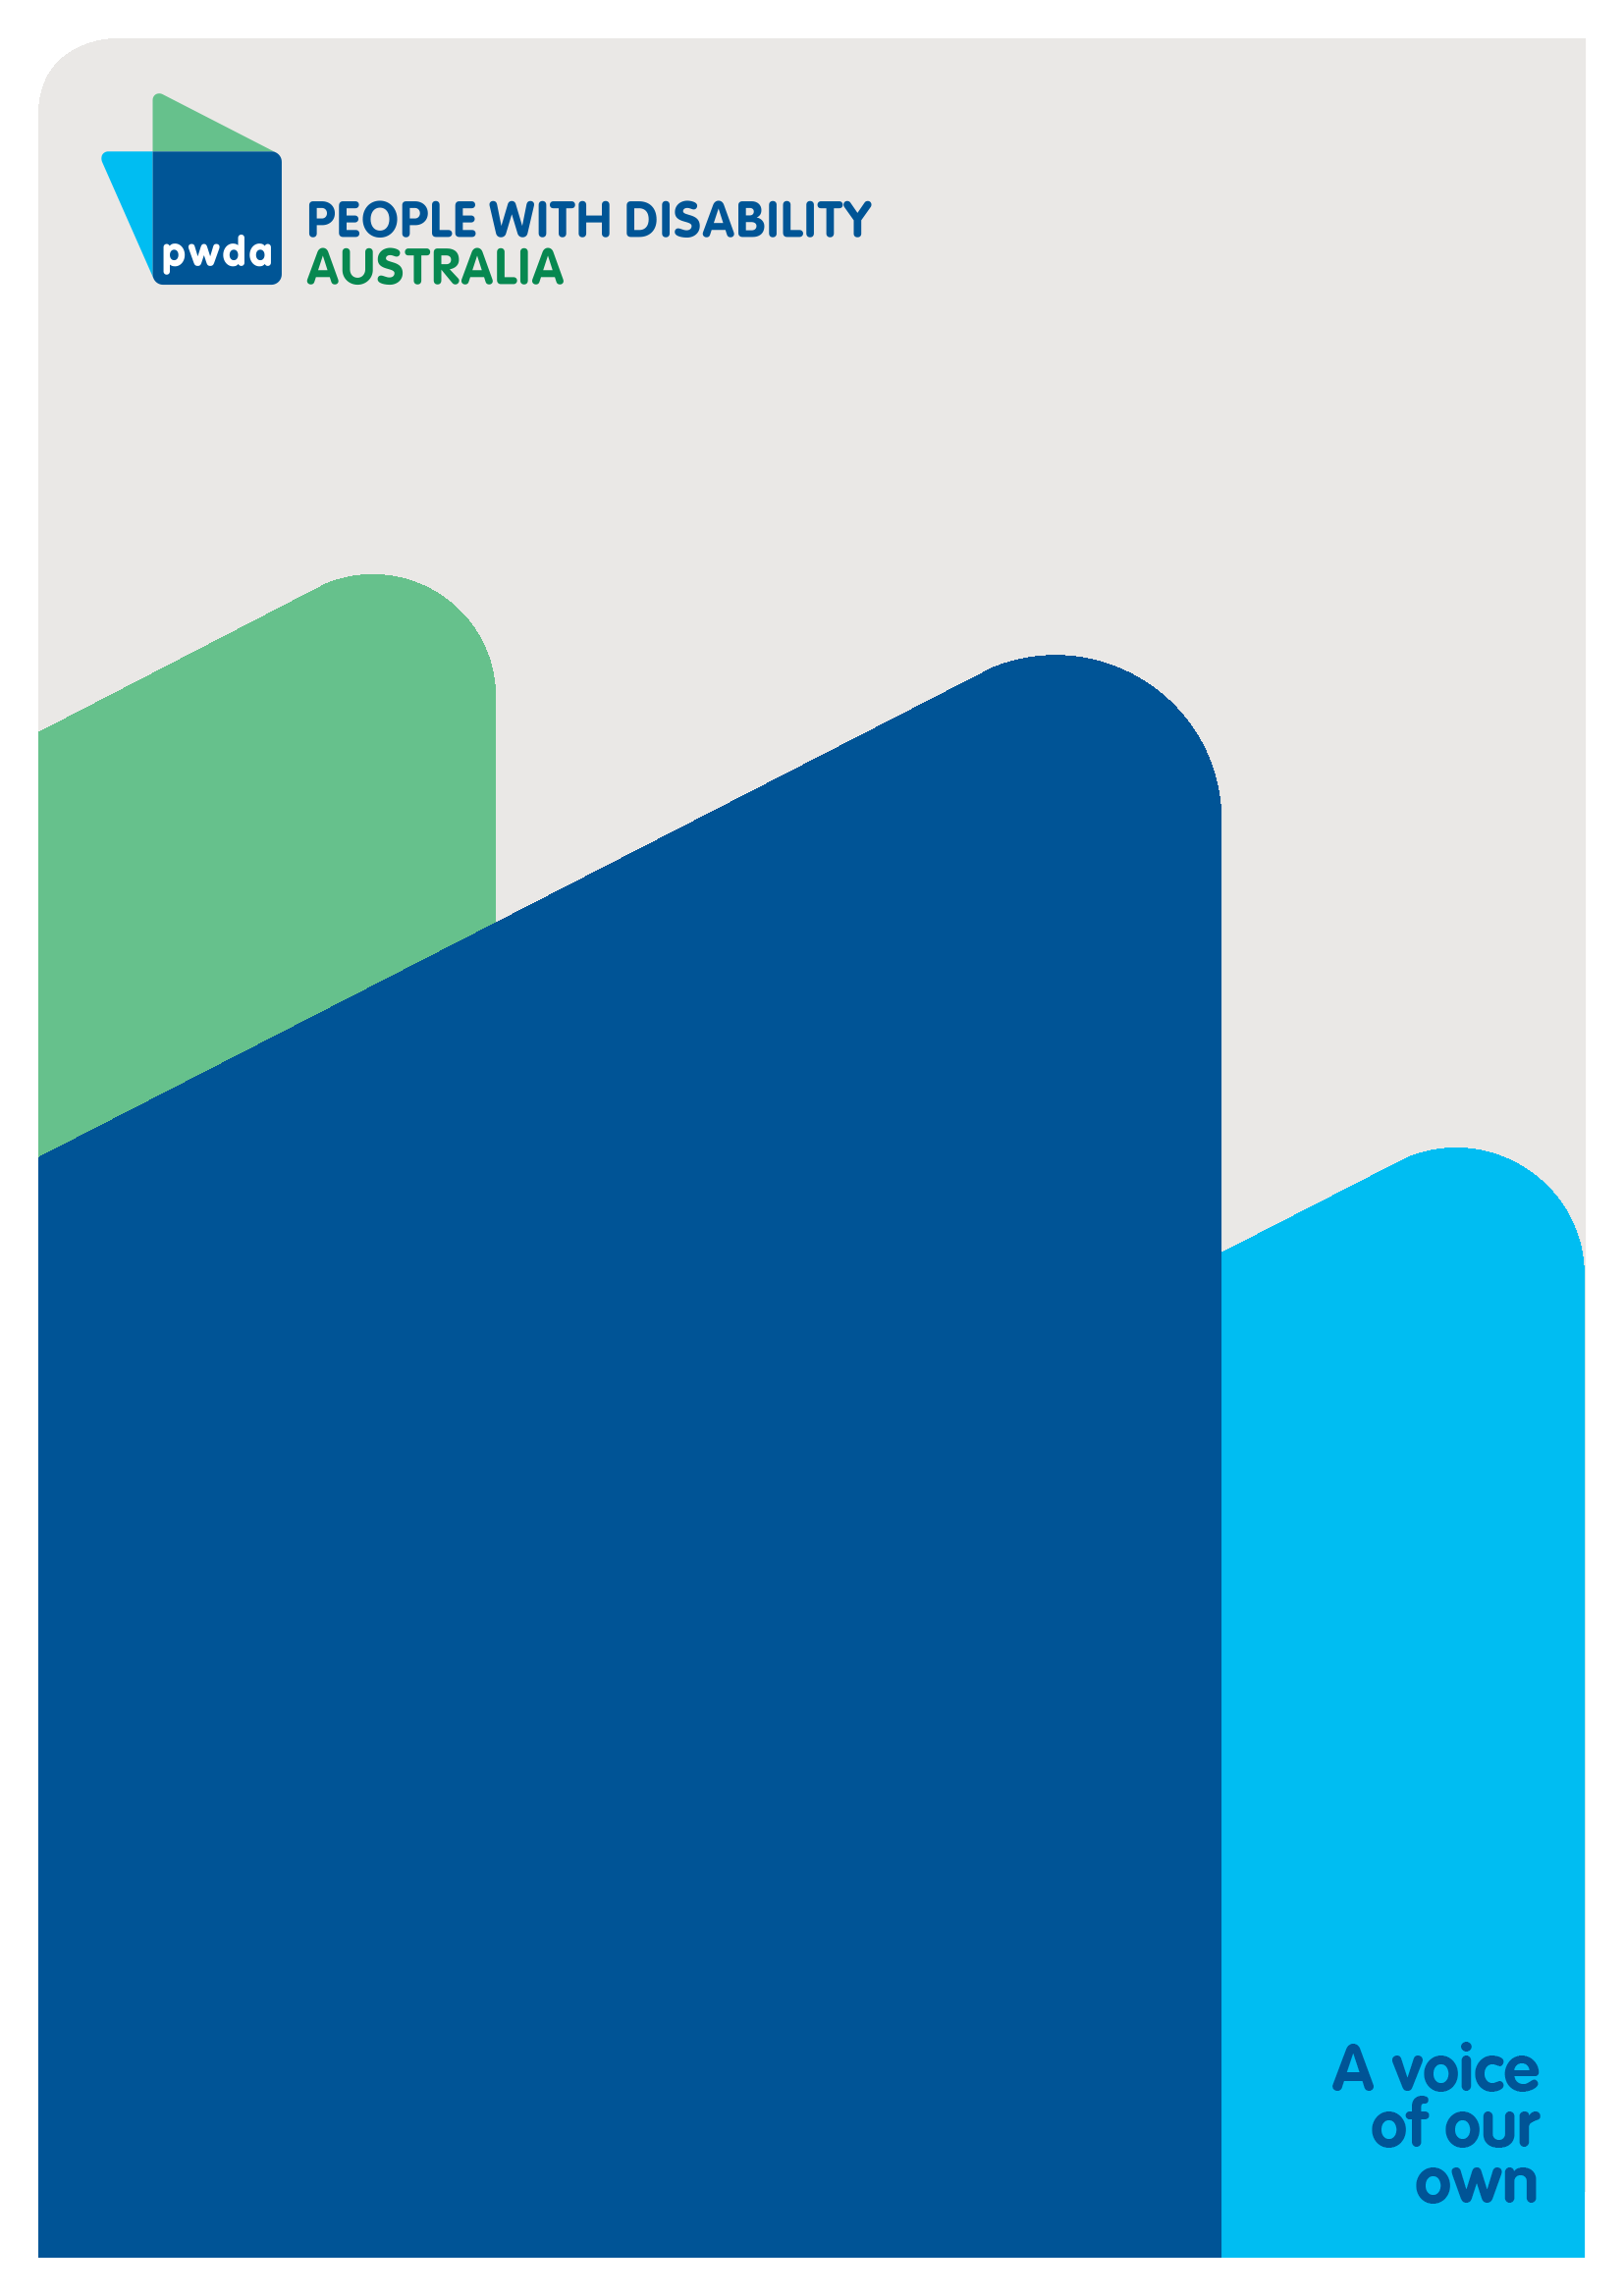 pwda
PEOPLE WITH DISABILITY
AUSTRALIA
A voice
of our
own